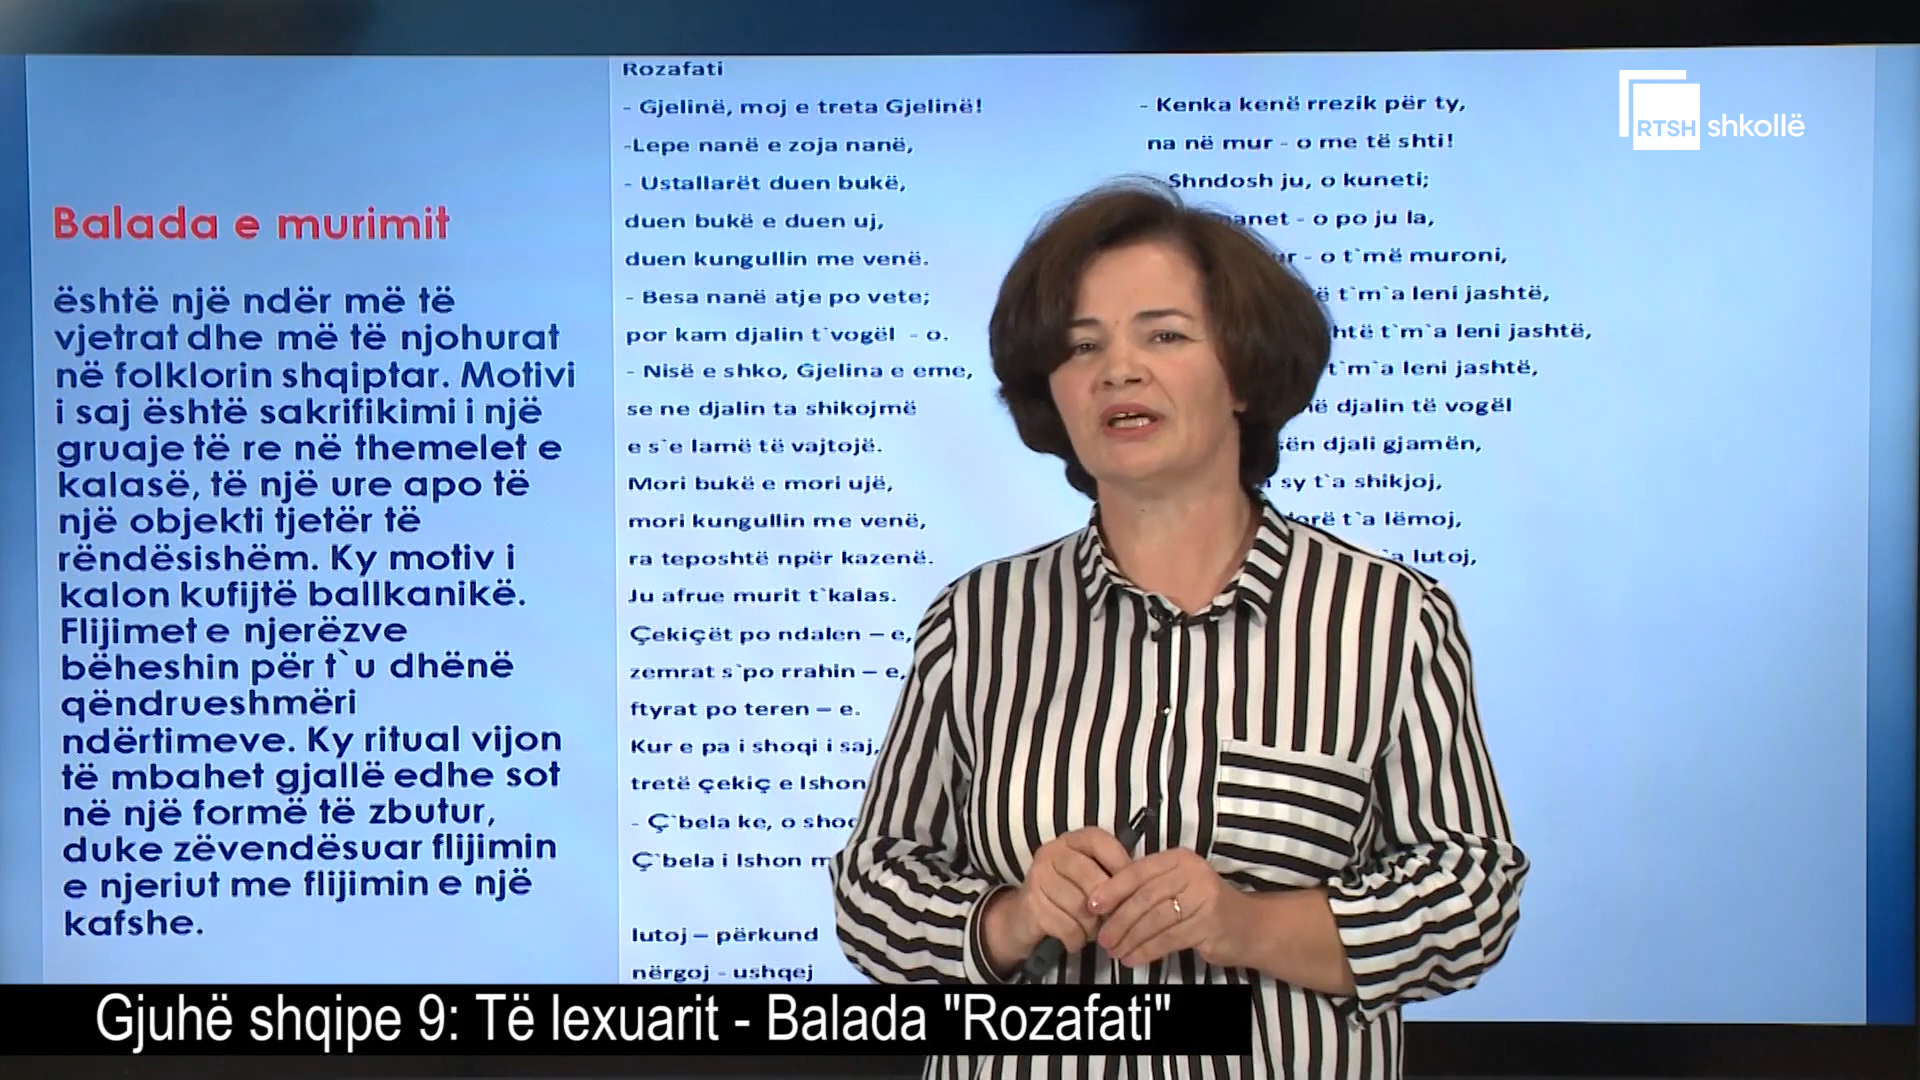 Balada e murimit
është një ndër më të
vjetrat dhe më të njohurat
në folklorin shqiptar. Motivi
i saj është sakrifikimi i një
gruaje të re në themelet e
kalasë, të një ure apo të
një objekti tjetër të
rëndësishëm. Ky motiv i
kalon kufijtë ballkanikë.
Flijimet e njerëzve
bëheshin për t`u dhënë
qëndrueshmëri
ndërtimeve. Ky ritual vijon
të mbahet gjallë edhe sot
në një formë të zbutur,
duke zëvendësuar flijimin
e njeriut me flijimin e një
kafshe.
Rozafati
- Gjelinë, moj e treta Gjelinë!
-Lepe nanë e zoja nanë,
- Ustallarët duen bukë,
duen bukë e duen uj,
duen kungullin me venë.
- Besa nanë atje po vete;
por kam djalin t`vogël - o.
- Nisë e shko, Gjelina e eme,
se ne djalin ta shikojmë
e s`e lamë të vajtojë.
Mori bukë e mori ujë,
mori kungullin me venë,
ra teposhtë npër kazenë.
Ju afrue murit t`kalas.
Çekiçët po ndalen – e,
zemrat s`po rrahin – e,
ftyrat po teren – e.
Kur e pa i shoqi i saj,
tretë çekiç e lshon
- Ç`bela ke, o
Ç`bela i lshon
lutoj – përkund
nërgoj - ushqej
- Kenka kenë rrezik për ty,
na në mur - o me të shti!
- Shndosh ju, o kuneti;
- o po ju la,
- o t`më muroni,
t`m`a leni jashtë,
t`m`a leni jashtë,
t`m`a leni jashtë,
djalin të vogël
djali gjamën,
sy t`a shikjoj,
t`a lëmoj,
lutoj,
RTSH shkollë
Gjuhë shqipe 9: Të lexuarit - Balada "Rozafati"